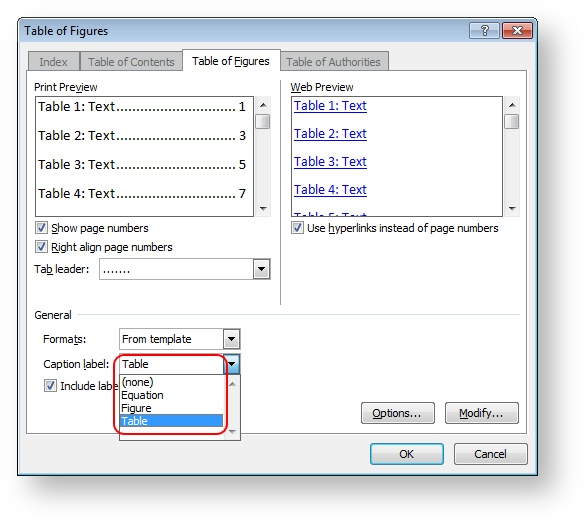 Table of Figures
Index
Table of Contents
Table of Figures
Table of Authorities
Print Preview
Table 1: Text.............................. 1
Table 2: Text.............................. 3
Table 3: Text.............................. 5
Table 4: Text.............................. 7
Show page numbers
Right align page numbers
Tab leader: .......
Web Preview
Table 1: Text
Table 2: Text
Table 3: Text
Table 4: Text
Table 5: Text
Use hyperlinks instead of page numbers
General
Formats: From template
Caption label: Table
Include labe
(none)
Equation
Figure
Table
Options...
Modify...
OK
Cancel